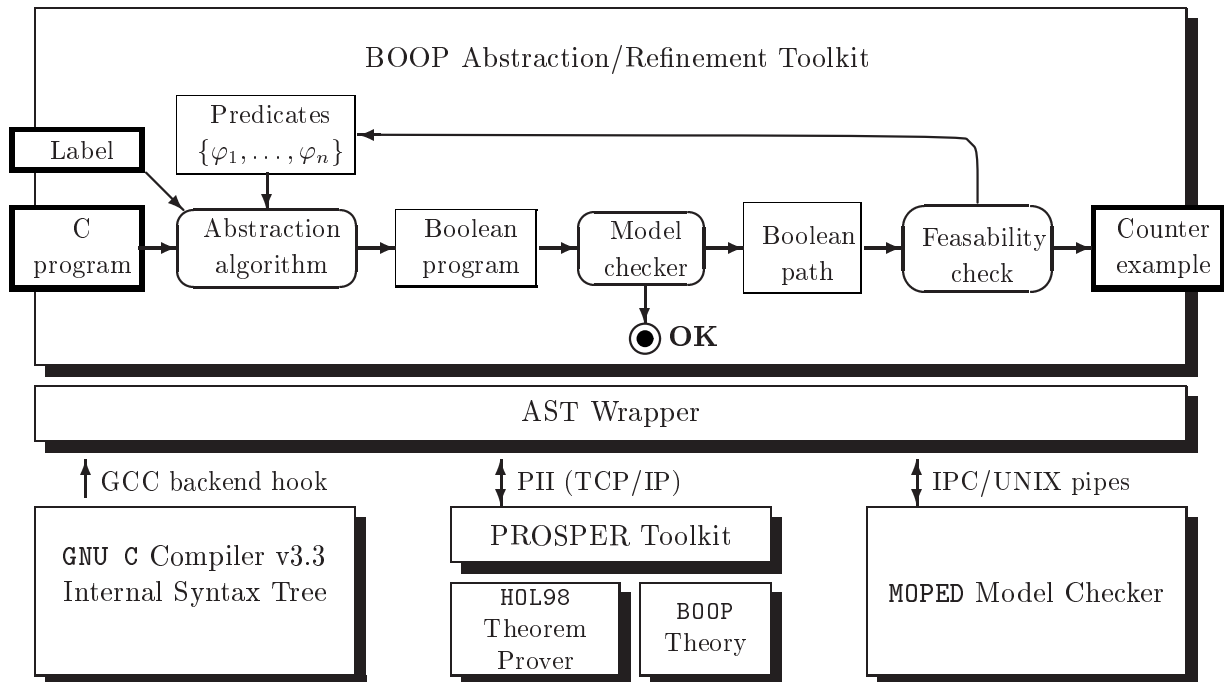 BOOP Abstraction/Refinement Toolkit
Predicates
{φ1, . . . , φn}
Label
C
program
Abstraction
algorithm
Boolean
program
Model
checker
Boolean
path
Feasability
check
Counter
example
OK
AST Wrapper
GCC backend hook
PII (TCP/IP)
IPC/UNIX pipes
GNU C Compiler v3.3
Internal Syntax Tree
PROSPER Toolkit
HOL98
Theorem
Prover
BOOP
Theory
MOPED Model Checker